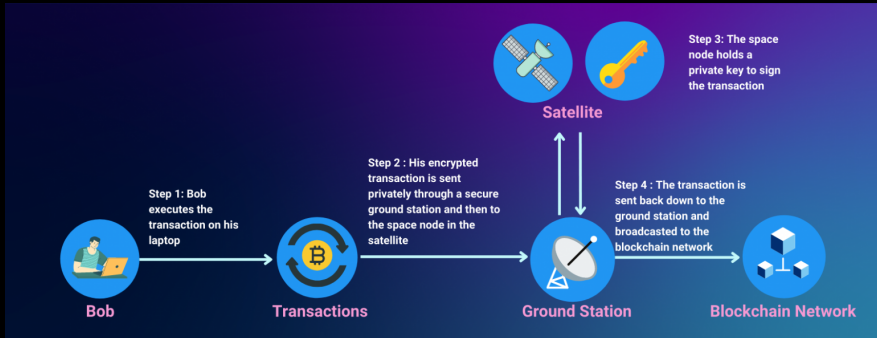 Step 1: Bob
executes the
transaction on his
laptop
Bob
Transactions
Step 2 : His encrypted
transaction is sent
privately through a secure
ground station and then to
the space node in the
satellite
Satellite
Step 3: The space
node holds a
private key to sign
the transaction
Ground Station
Step 4 : The transaction is
sent back down to the
ground station and
broadcasted to the
blockchain network
Blockchain Network